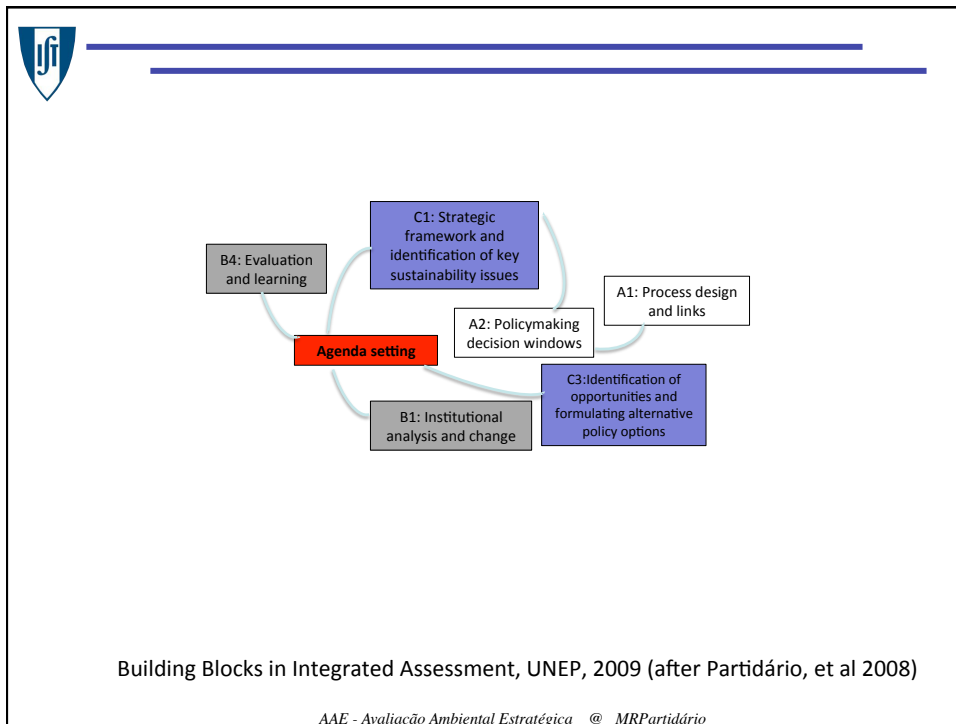 IST
C1: Strategic
framework and
identification of key
sustainability issues
B4: Evaluation
and learning
A1: Process design
and links
A2: Policymaking
decision windows
Agenda setting
C3:Identification of
opportunities and
formulating alternative
policy options
B1: Institutional
analysis and change
Building Blocks in Integrated Assessment, UNEP, 2009 (after Partidário, et al 2008)
AAE - Avaliação Ambiental Estratégica @ MRPartidário